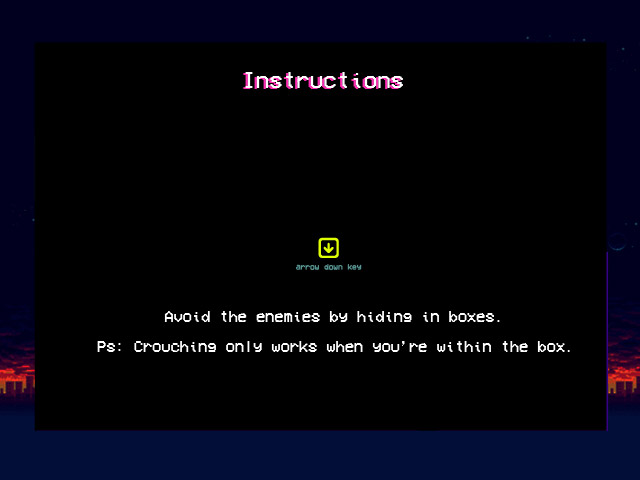 Instructions
arrow down key
Avoid the enemies by hiding in boxes.
Ps: Crouching only works when you're within the box.